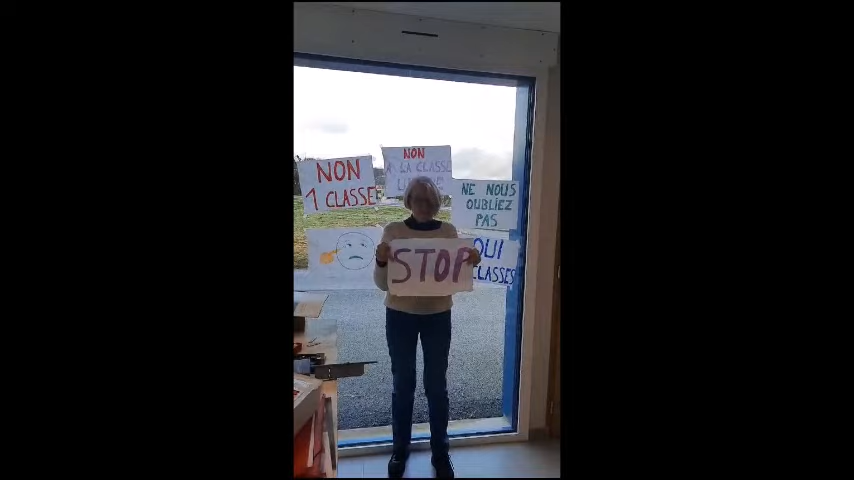 NON
1 CLASSE
NON
LA CLASSE
NE NOUS
OUBLIEZ
PAS
STOP
OUI
CLASSES